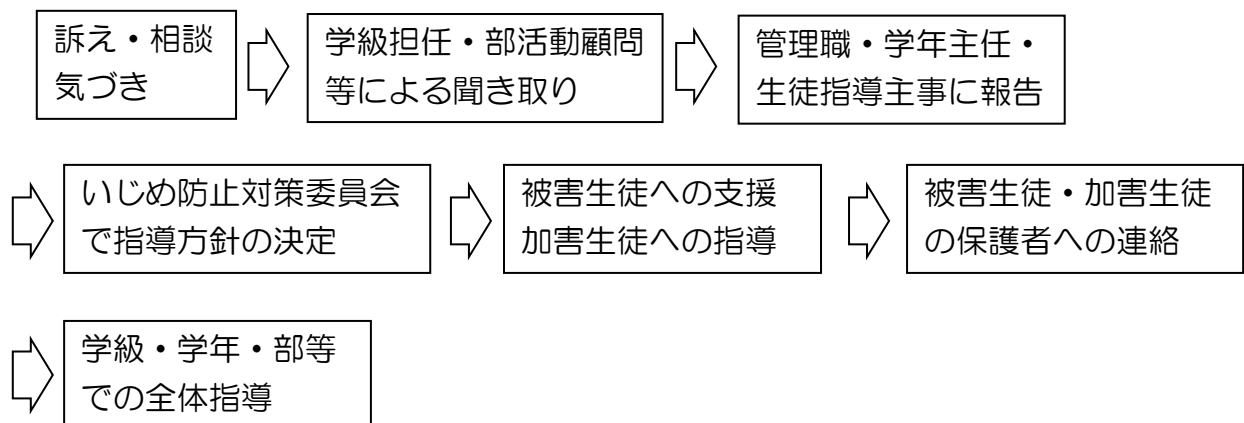 訴え・相談
気づき
学級担任・部活動顧問
等による聞き取り
管理職・学年主任・
生徒指導主事に報告
いじめ防止対策委員会
で指導方針の決定
被害生徒への支援
加害生徒への指導
被害生徒・加害生徒
の保護者への連絡
学級・学年・部等
での全体指導